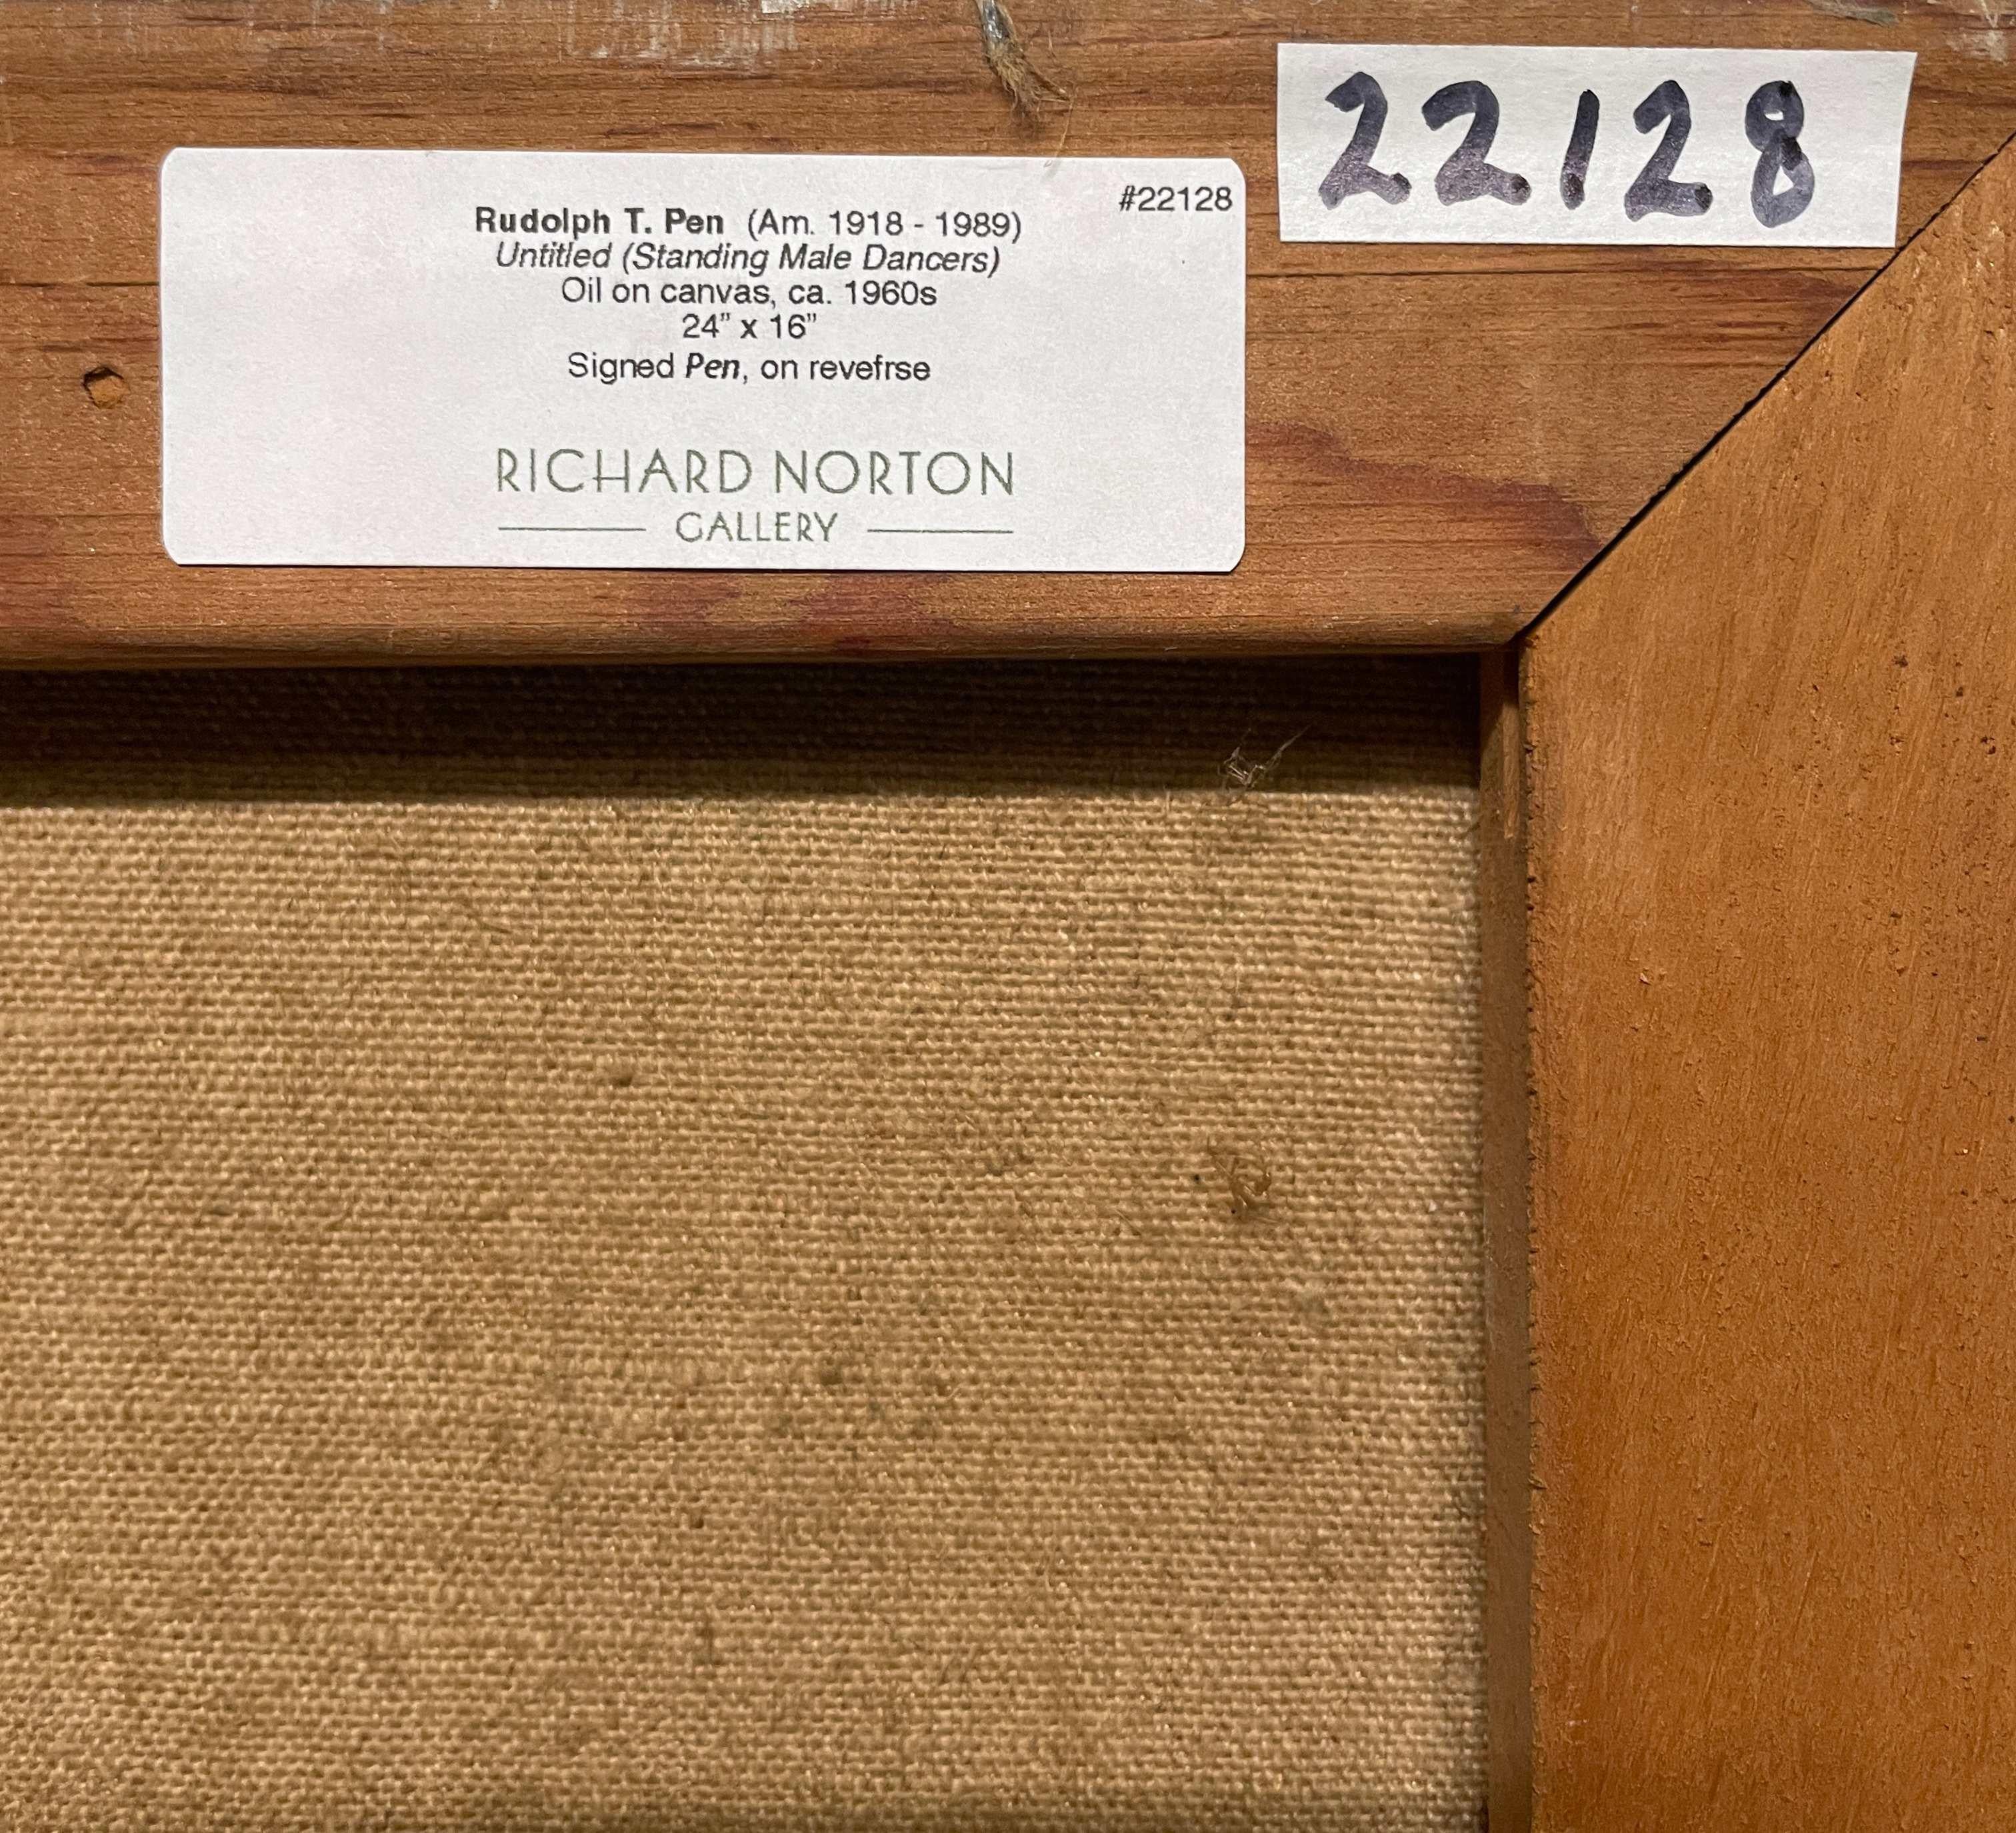 22128
#22128
Rudolph T. Pen (Am. 1918 - 1989)
Untitled (Standing Male Dancers)
Oil on canvas, ca. 1960s
24" x 16"
Signed Pen, on revefrse
RICHARD NORTON
GALLERY